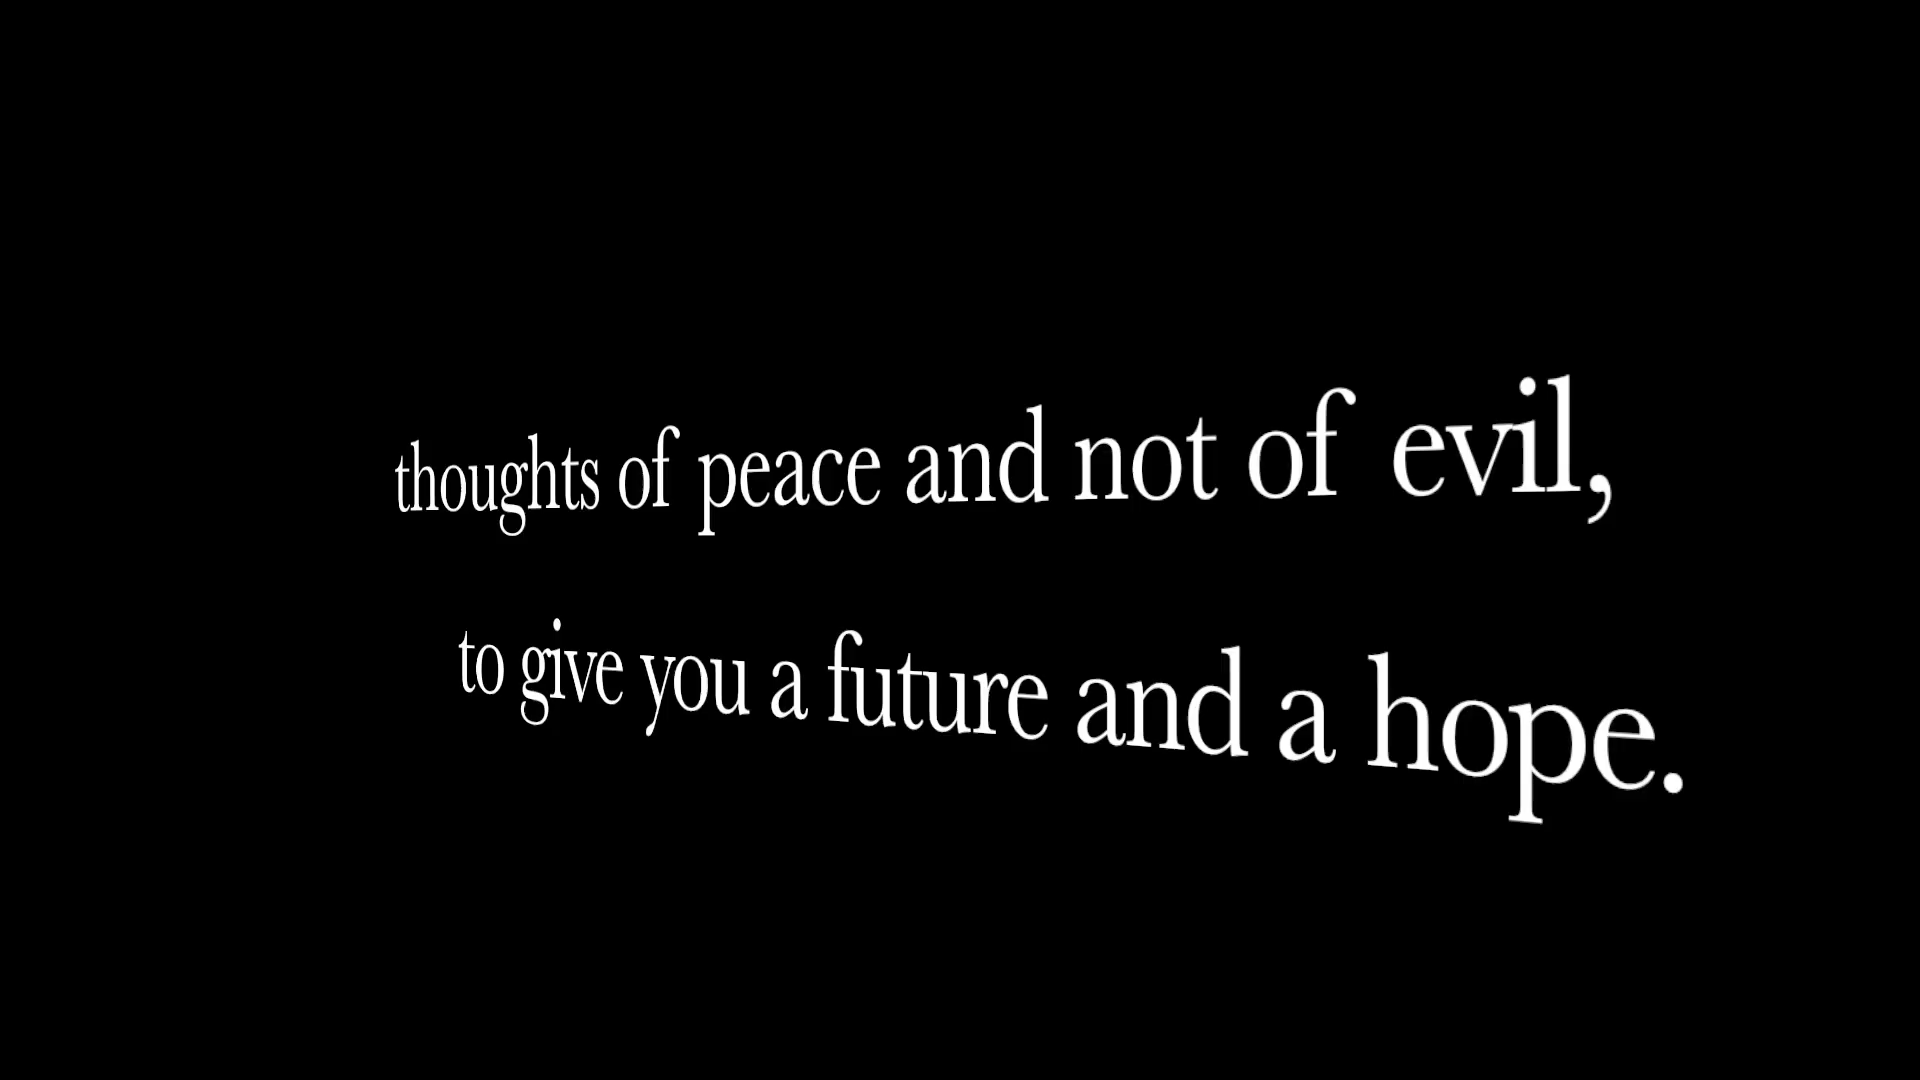 thoughts of peace and not of evil,
to give you a future and a hope.